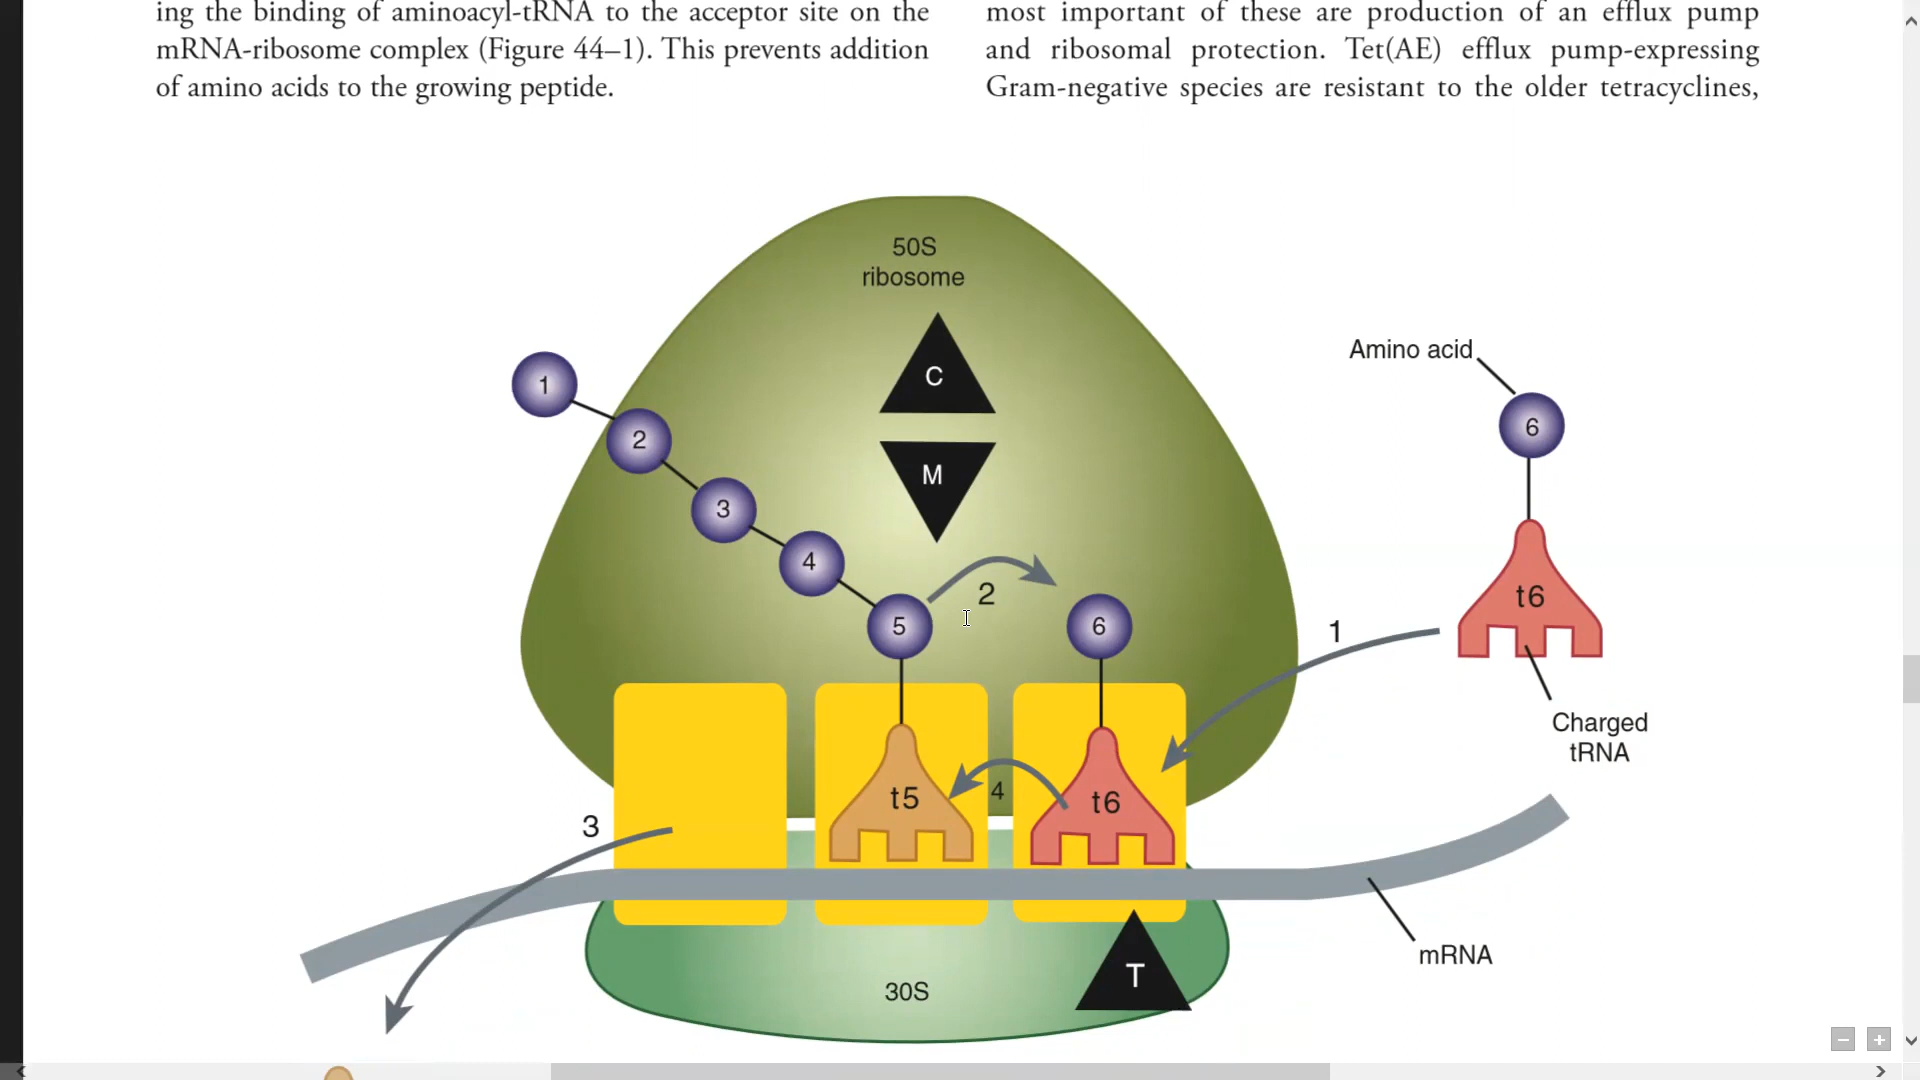 ing the binding of aminoacyl-tRNA to the acceptor site on the
mRNA-ribosome complex (Figure 44–1). This prevents addition
of amino acids to the growing peptide.
most important of these are production of an efflux pump
and ribosomal protection. Tet(AE) efflux pump-expressing
Gram-negative species are resistant to the older tetracyclines,
50S
ribosome
C
M
Amino acid
1
2
3
4
5
2
6
6
t6
1
Charged
tRNA
t5
4
t6
3
mRNA
T
30S